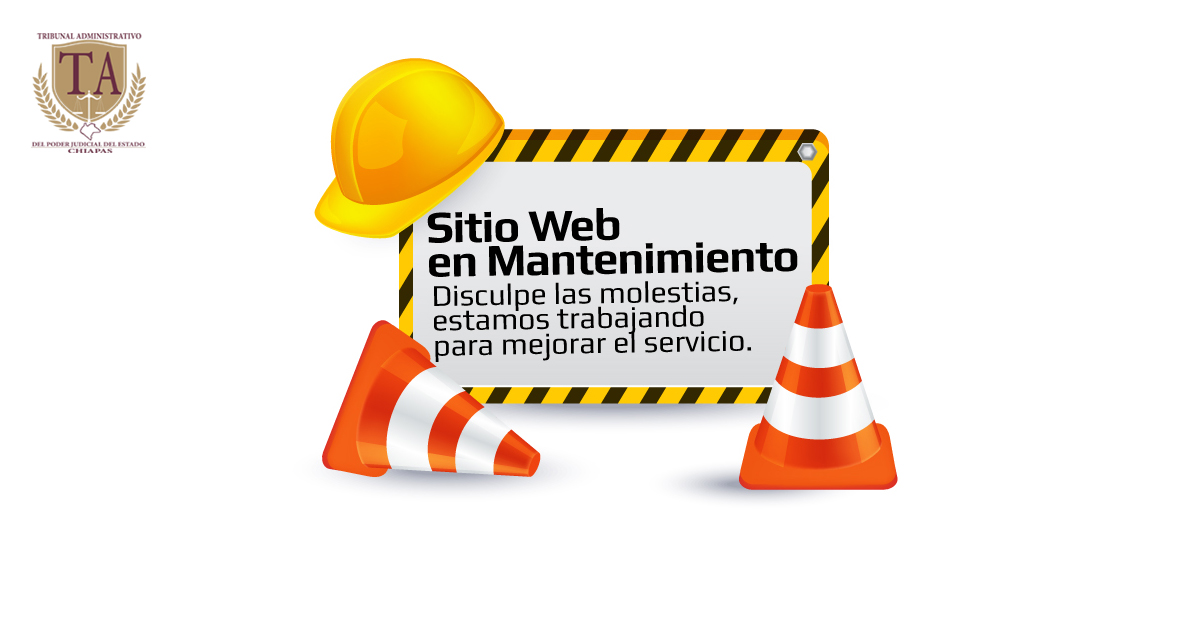 TRIBUNAL ADMINISTRATIVO
TA
DEL PODER JUDICIAL DEL ESTADO
CHIAPAS
Sitio Web
en Mantenimiento
Disculpe las molestias,
estamos trabajando
para mejorar el servicio.